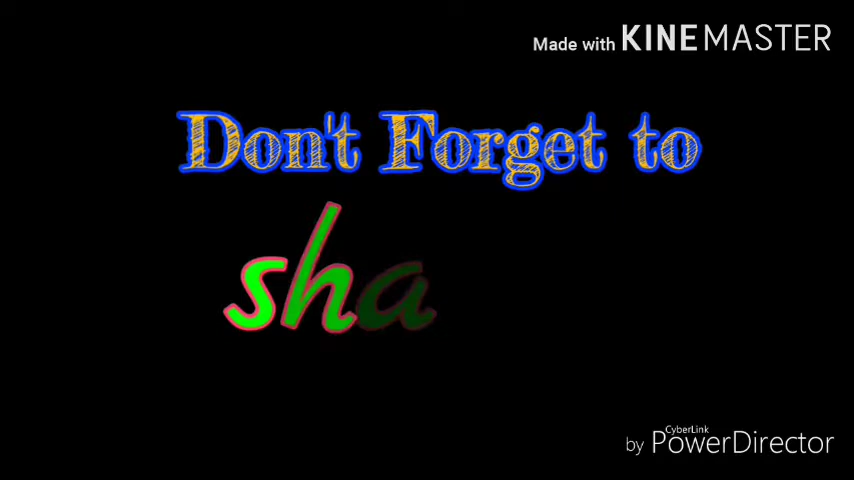 Made with KINEMASTER
Don't Forget to
sha
CyberLink
by PowerDirector